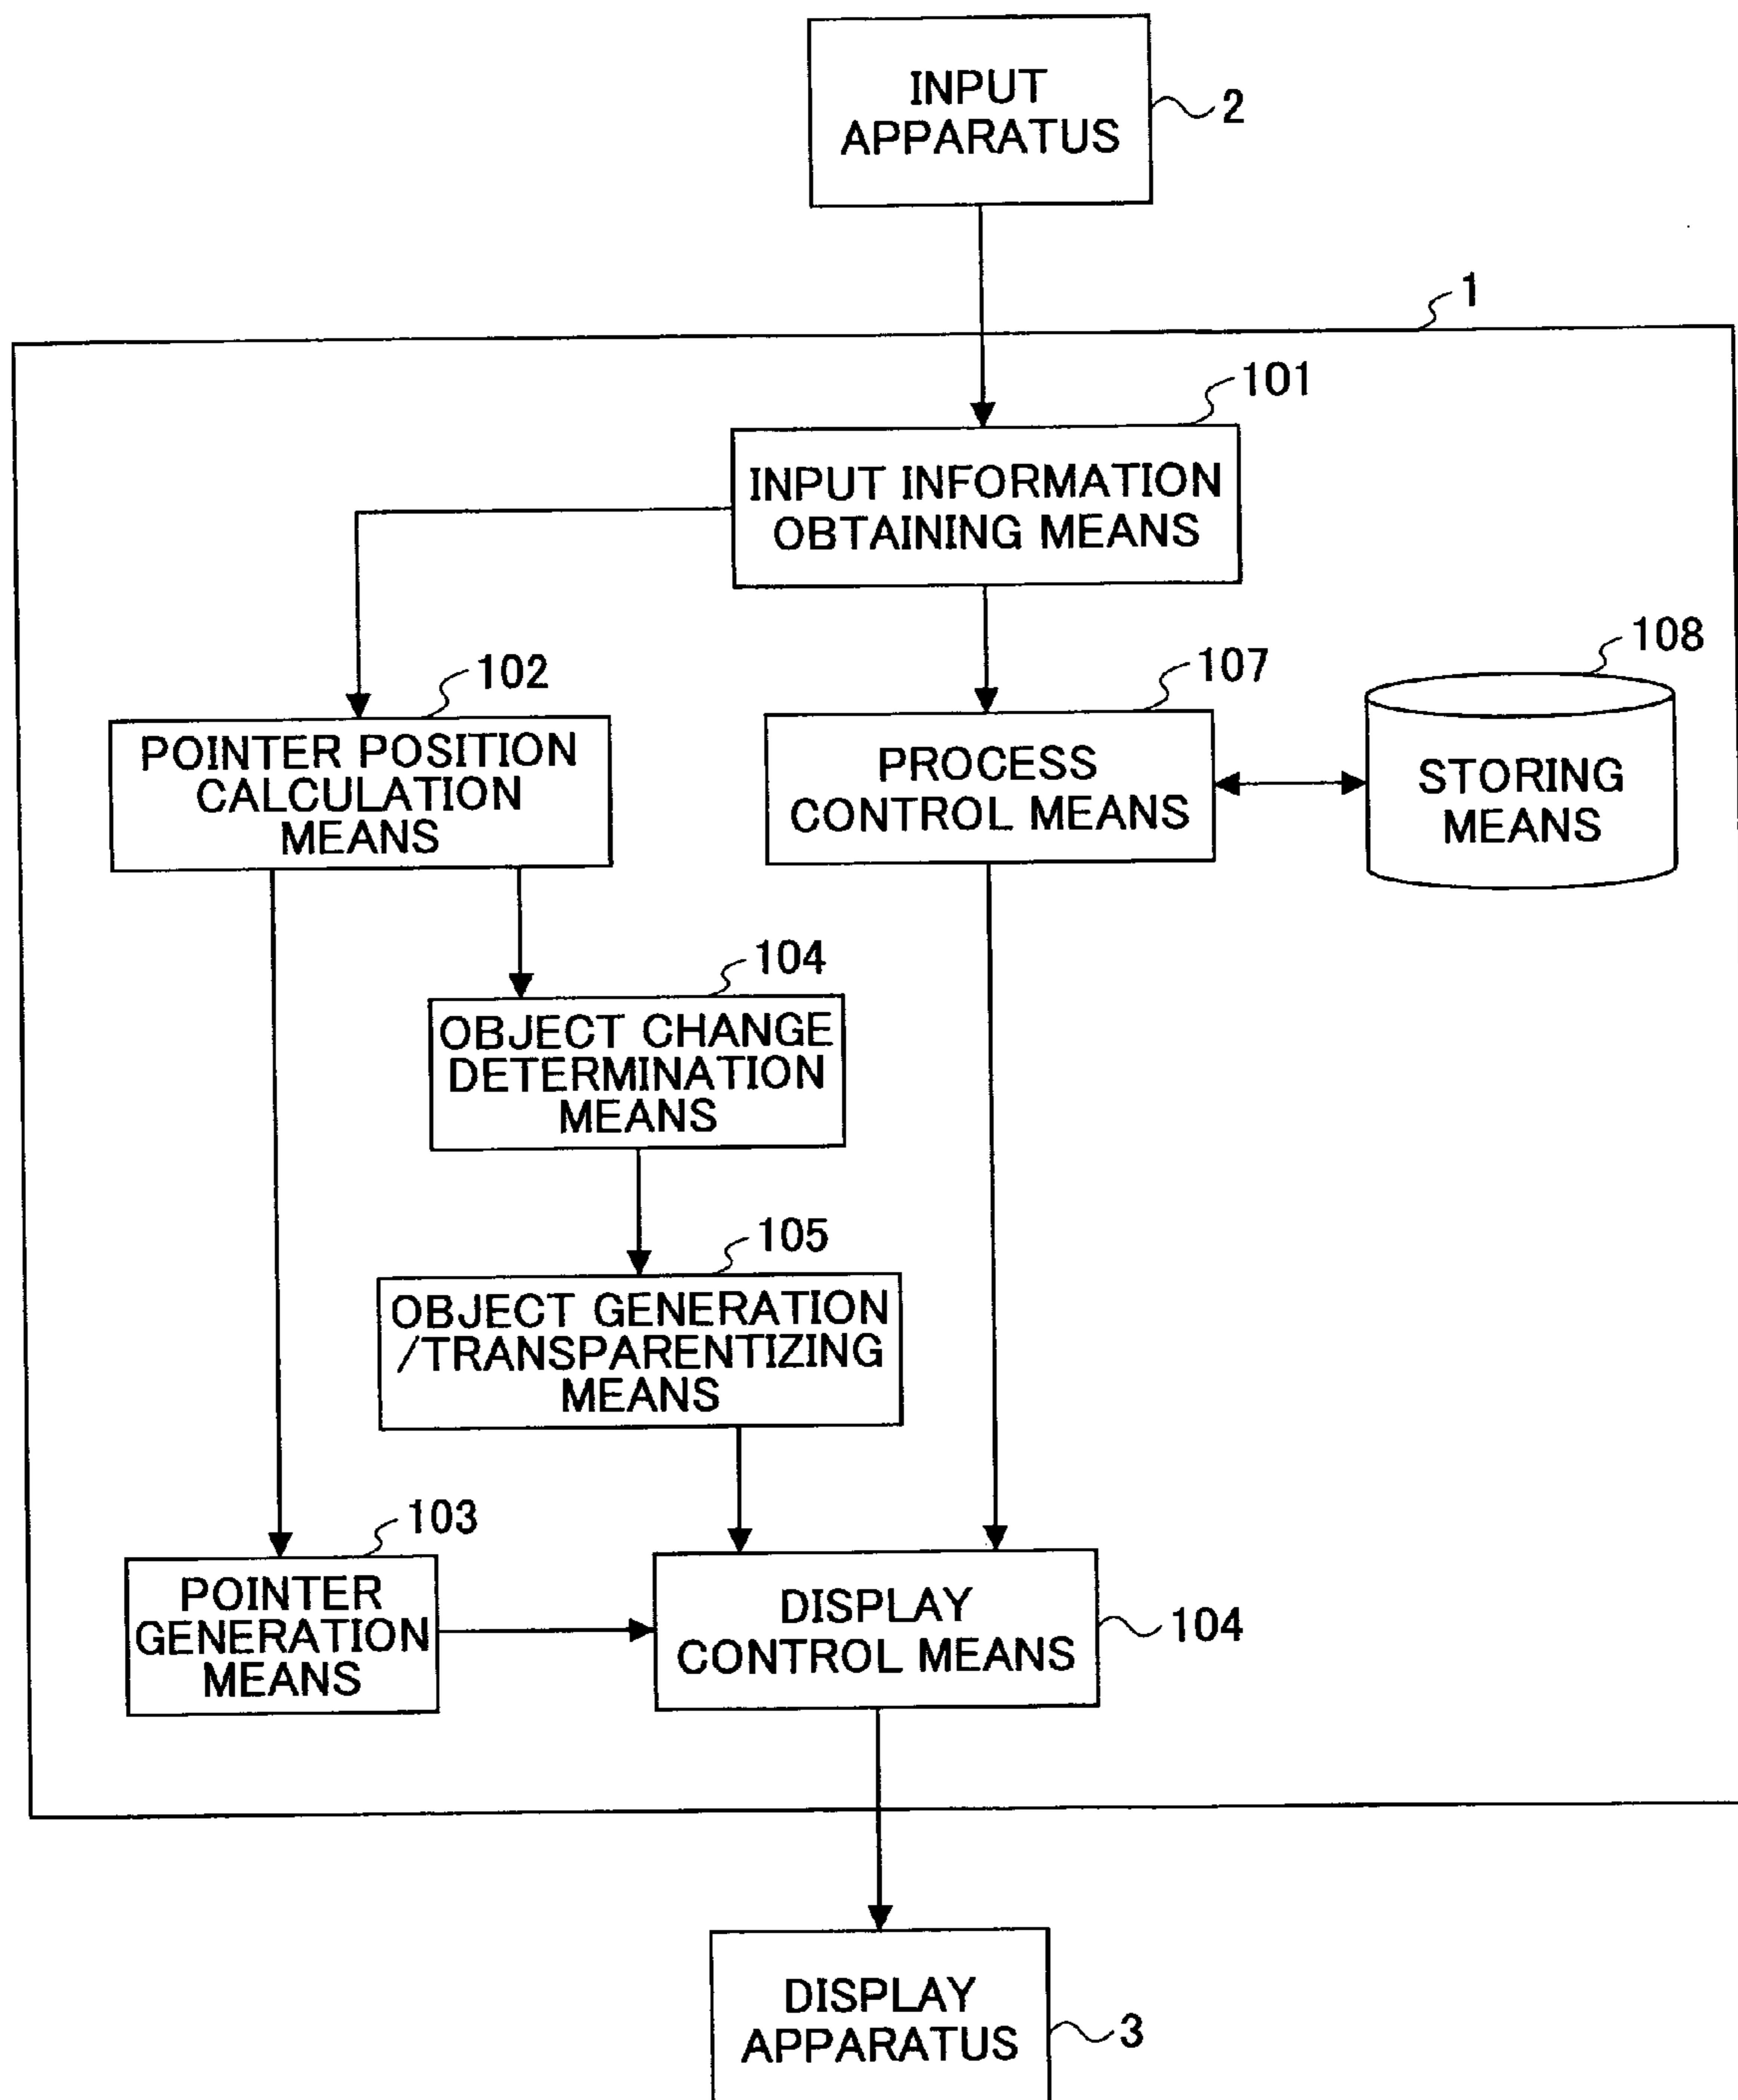 INPUT
APPARATUS
2
1
101
INPUT INFORMATION
OBTAINING MEANS
102
POINTER POSITION
CALCULATION
MEANS
107
PROCESS
CONTROL MEANS
108
STORING
MEANS
104
OBJECT CHANGE
DETERMINATION
MEANS
105
OBJECT GENERATION
/TRANSPARENTIZING
MEANS
103
POINTER
GENERATION
MEANS
DISPLAY
CONTROL MEANS
104
DISPLAY
APPARATUS
3